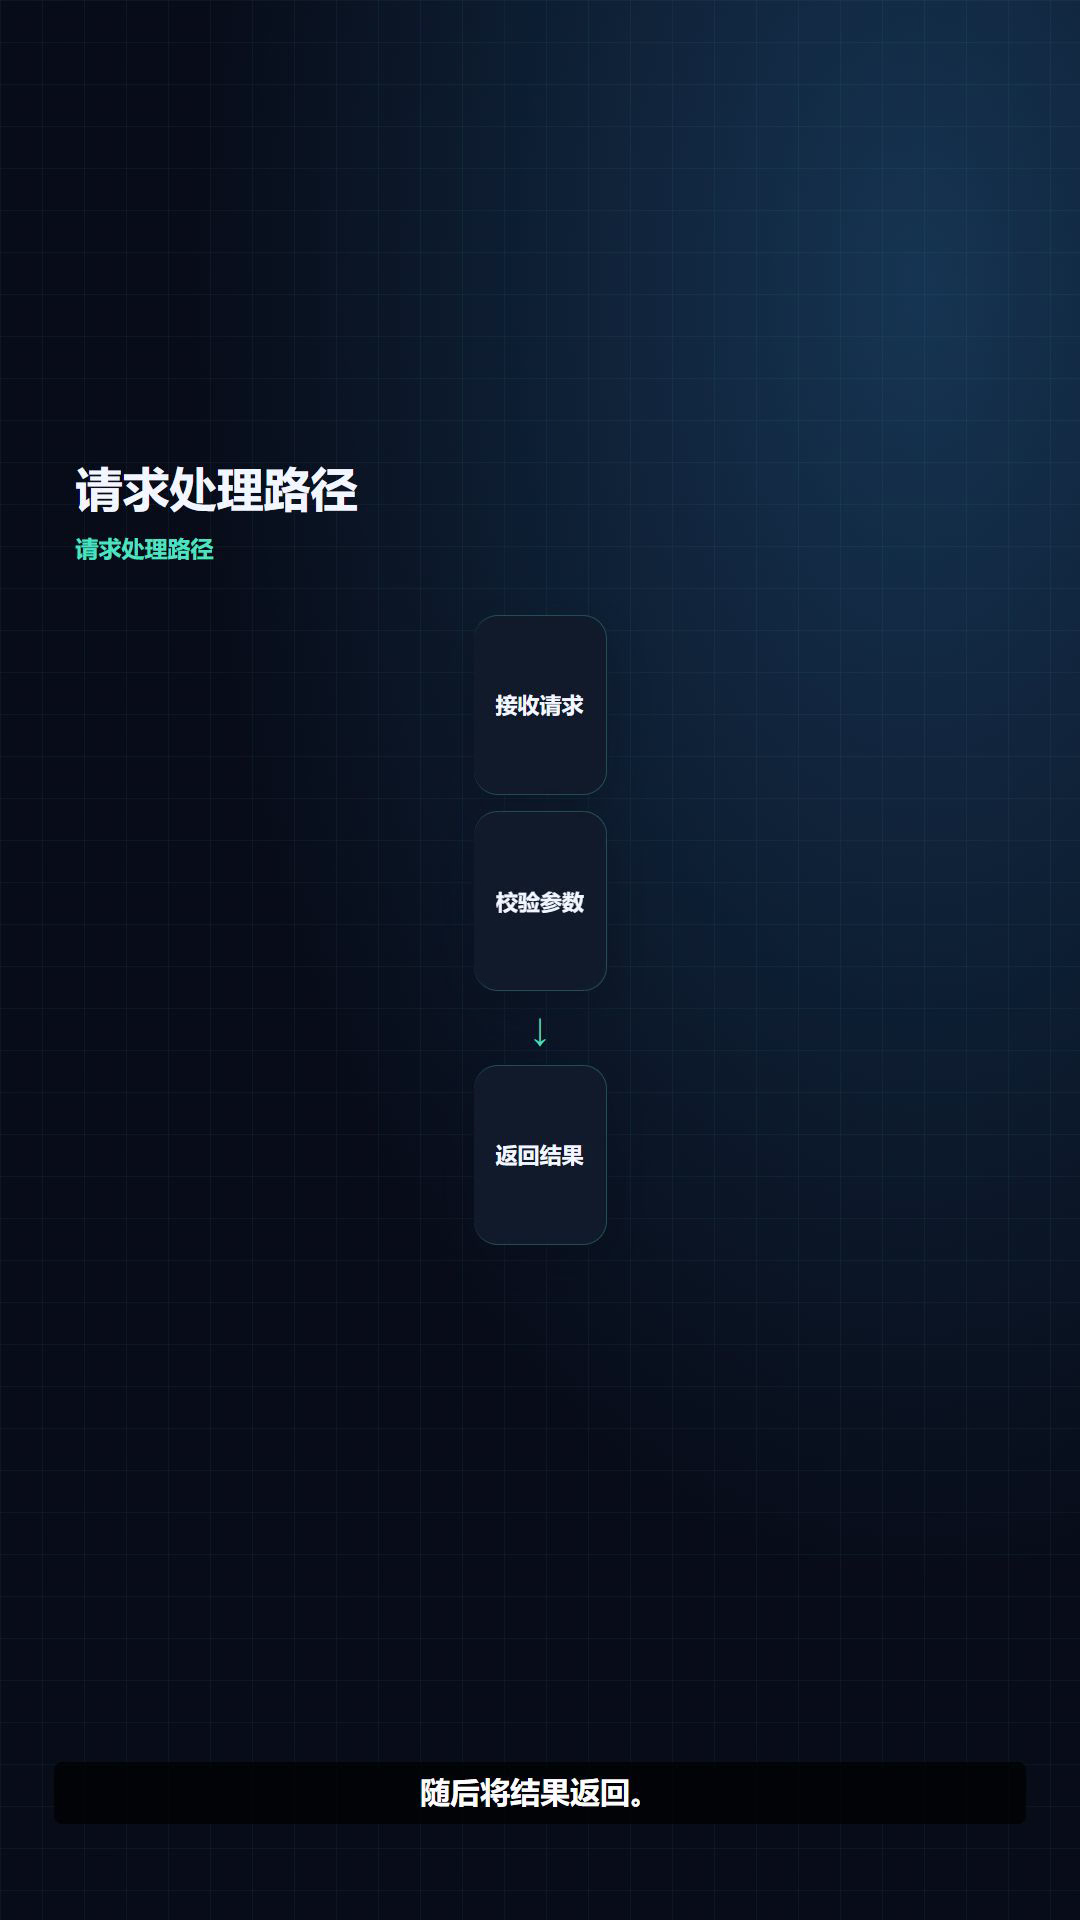 请求处理路径
请求处理路径
接收请求
校验参数
↓
返回结果
随后将结果返回。